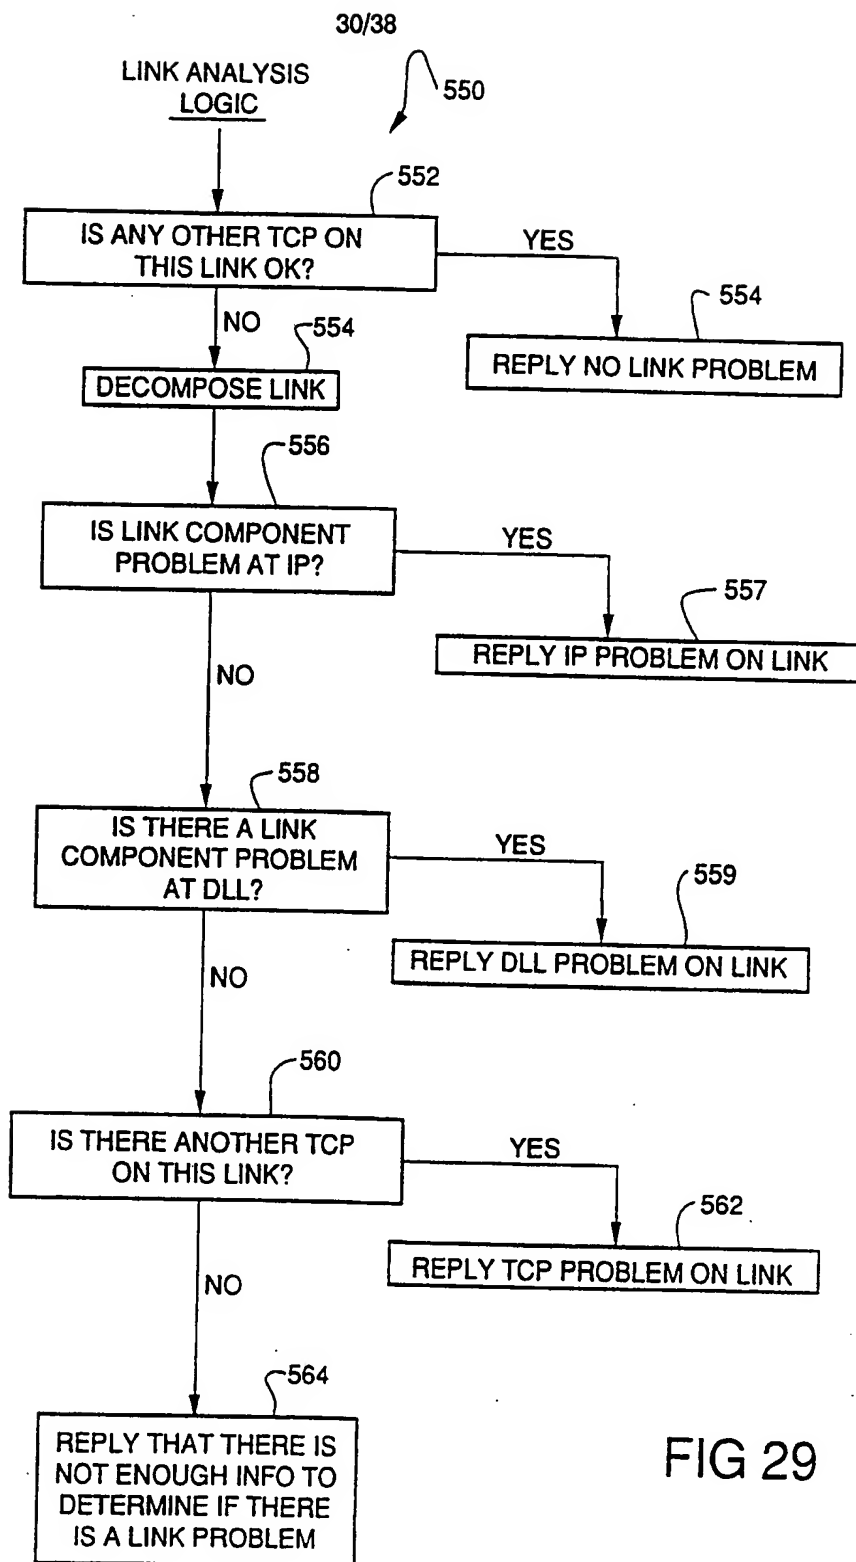 30/38
LINK ANALYSIS
LOGIC
550
552
IS ANY OTHER TCP ON
THIS LINK OK?
YES
554
REPLY NO LINK PROBLEM
NO
554
DECOMPOSE LINK
556
IS LINK COMPONENT
PROBLEM AT IP?
YES
557
REPLY IP PROBLEM ON LINK
NO
558
IS THERE A LINK
COMPONENT PROBLEM
AT DLL?
YES
559
REPLY DLL PROBLEM ON LINK
NO
560
IS THERE ANOTHER TCP
ON THIS LINK?
YES
562
REPLY TCP PROBLEM ON LINK
NO
564
REPLY THAT THERE IS
NOT ENOUGH INFO TO
DETERMINE IF THERE
IS A LINK PROBLEM
FIG 29